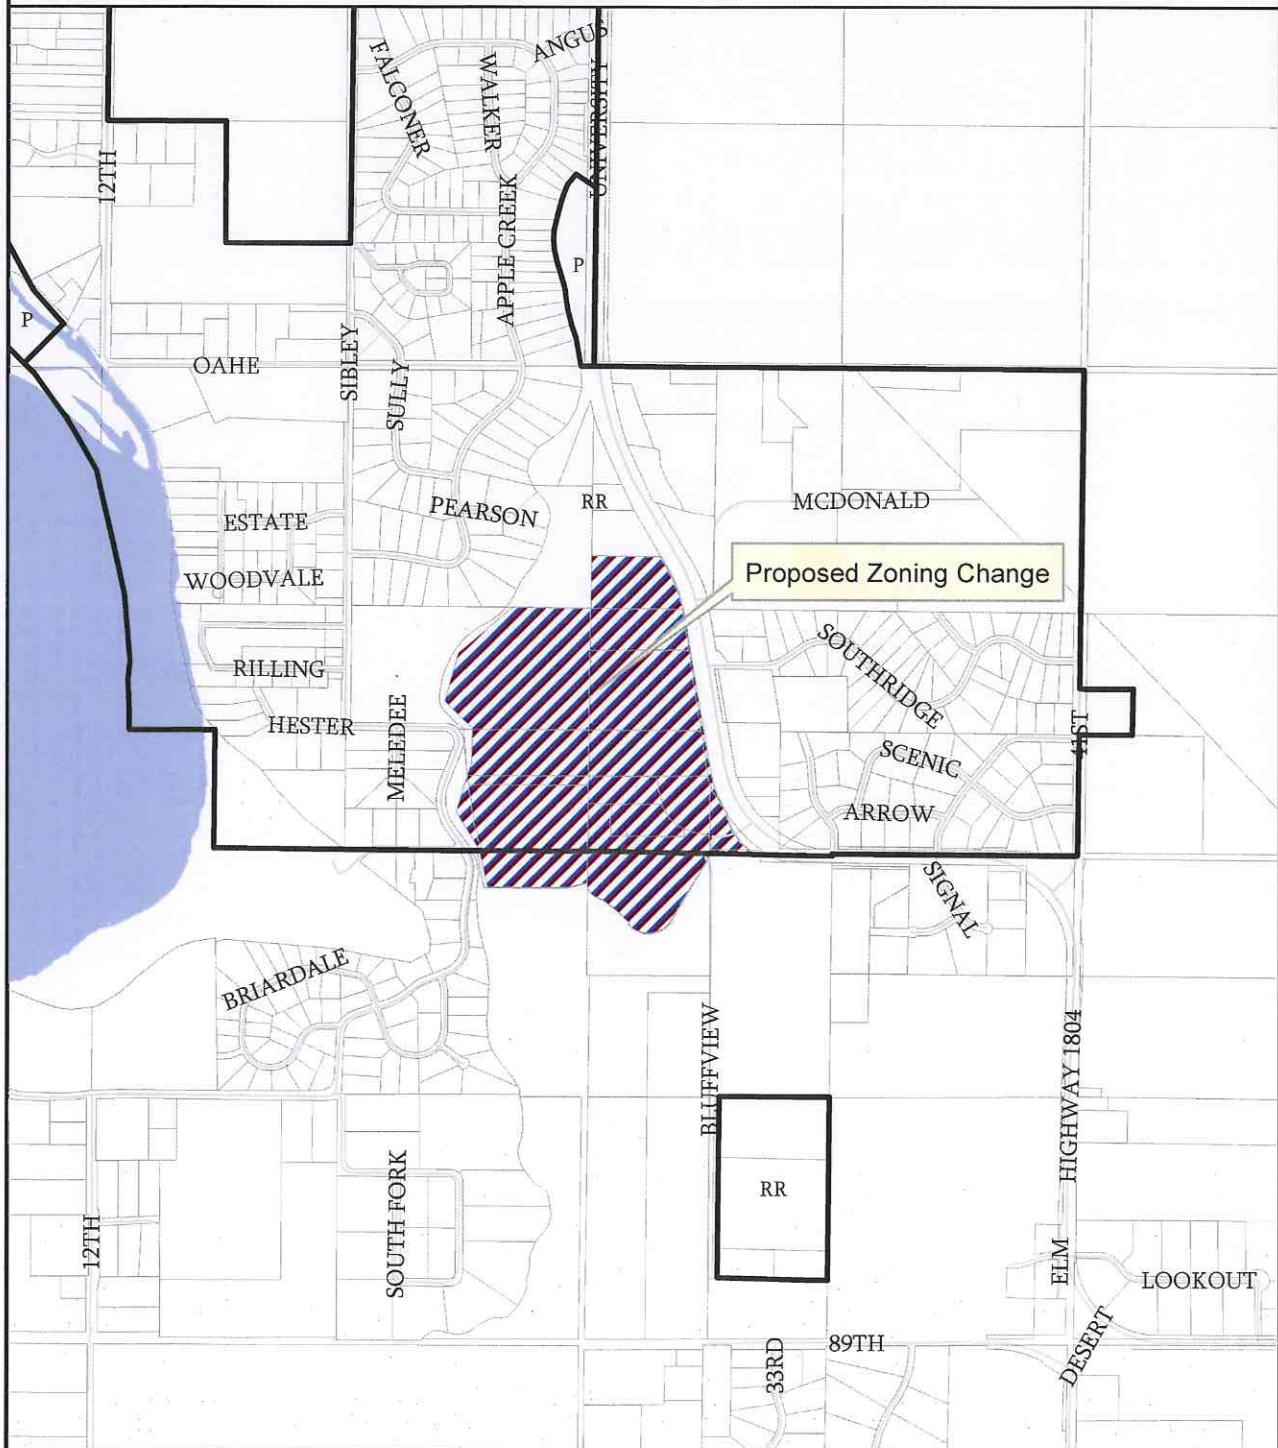 ANGUS
FALCONER
WALKER
UNIVERSITY
12TH
APPLE CREEK
P
P
OAHE
SIBLEY
SULLY
PEARSON
RR
MCDONALD
ESTATE
WOODVALE
Proposed Zoning Change
RILLING
SOUTHRIDGE
HESTER
MELEDEE
41ST
SCENIC
ARROW
SIGNAL
BRIARDALE
BLUFFVIEW
HIGHWAY 1804
RR
SOUTH FORK
12TH
ELM
LOOKOUT
33RD
89TH
DESERT